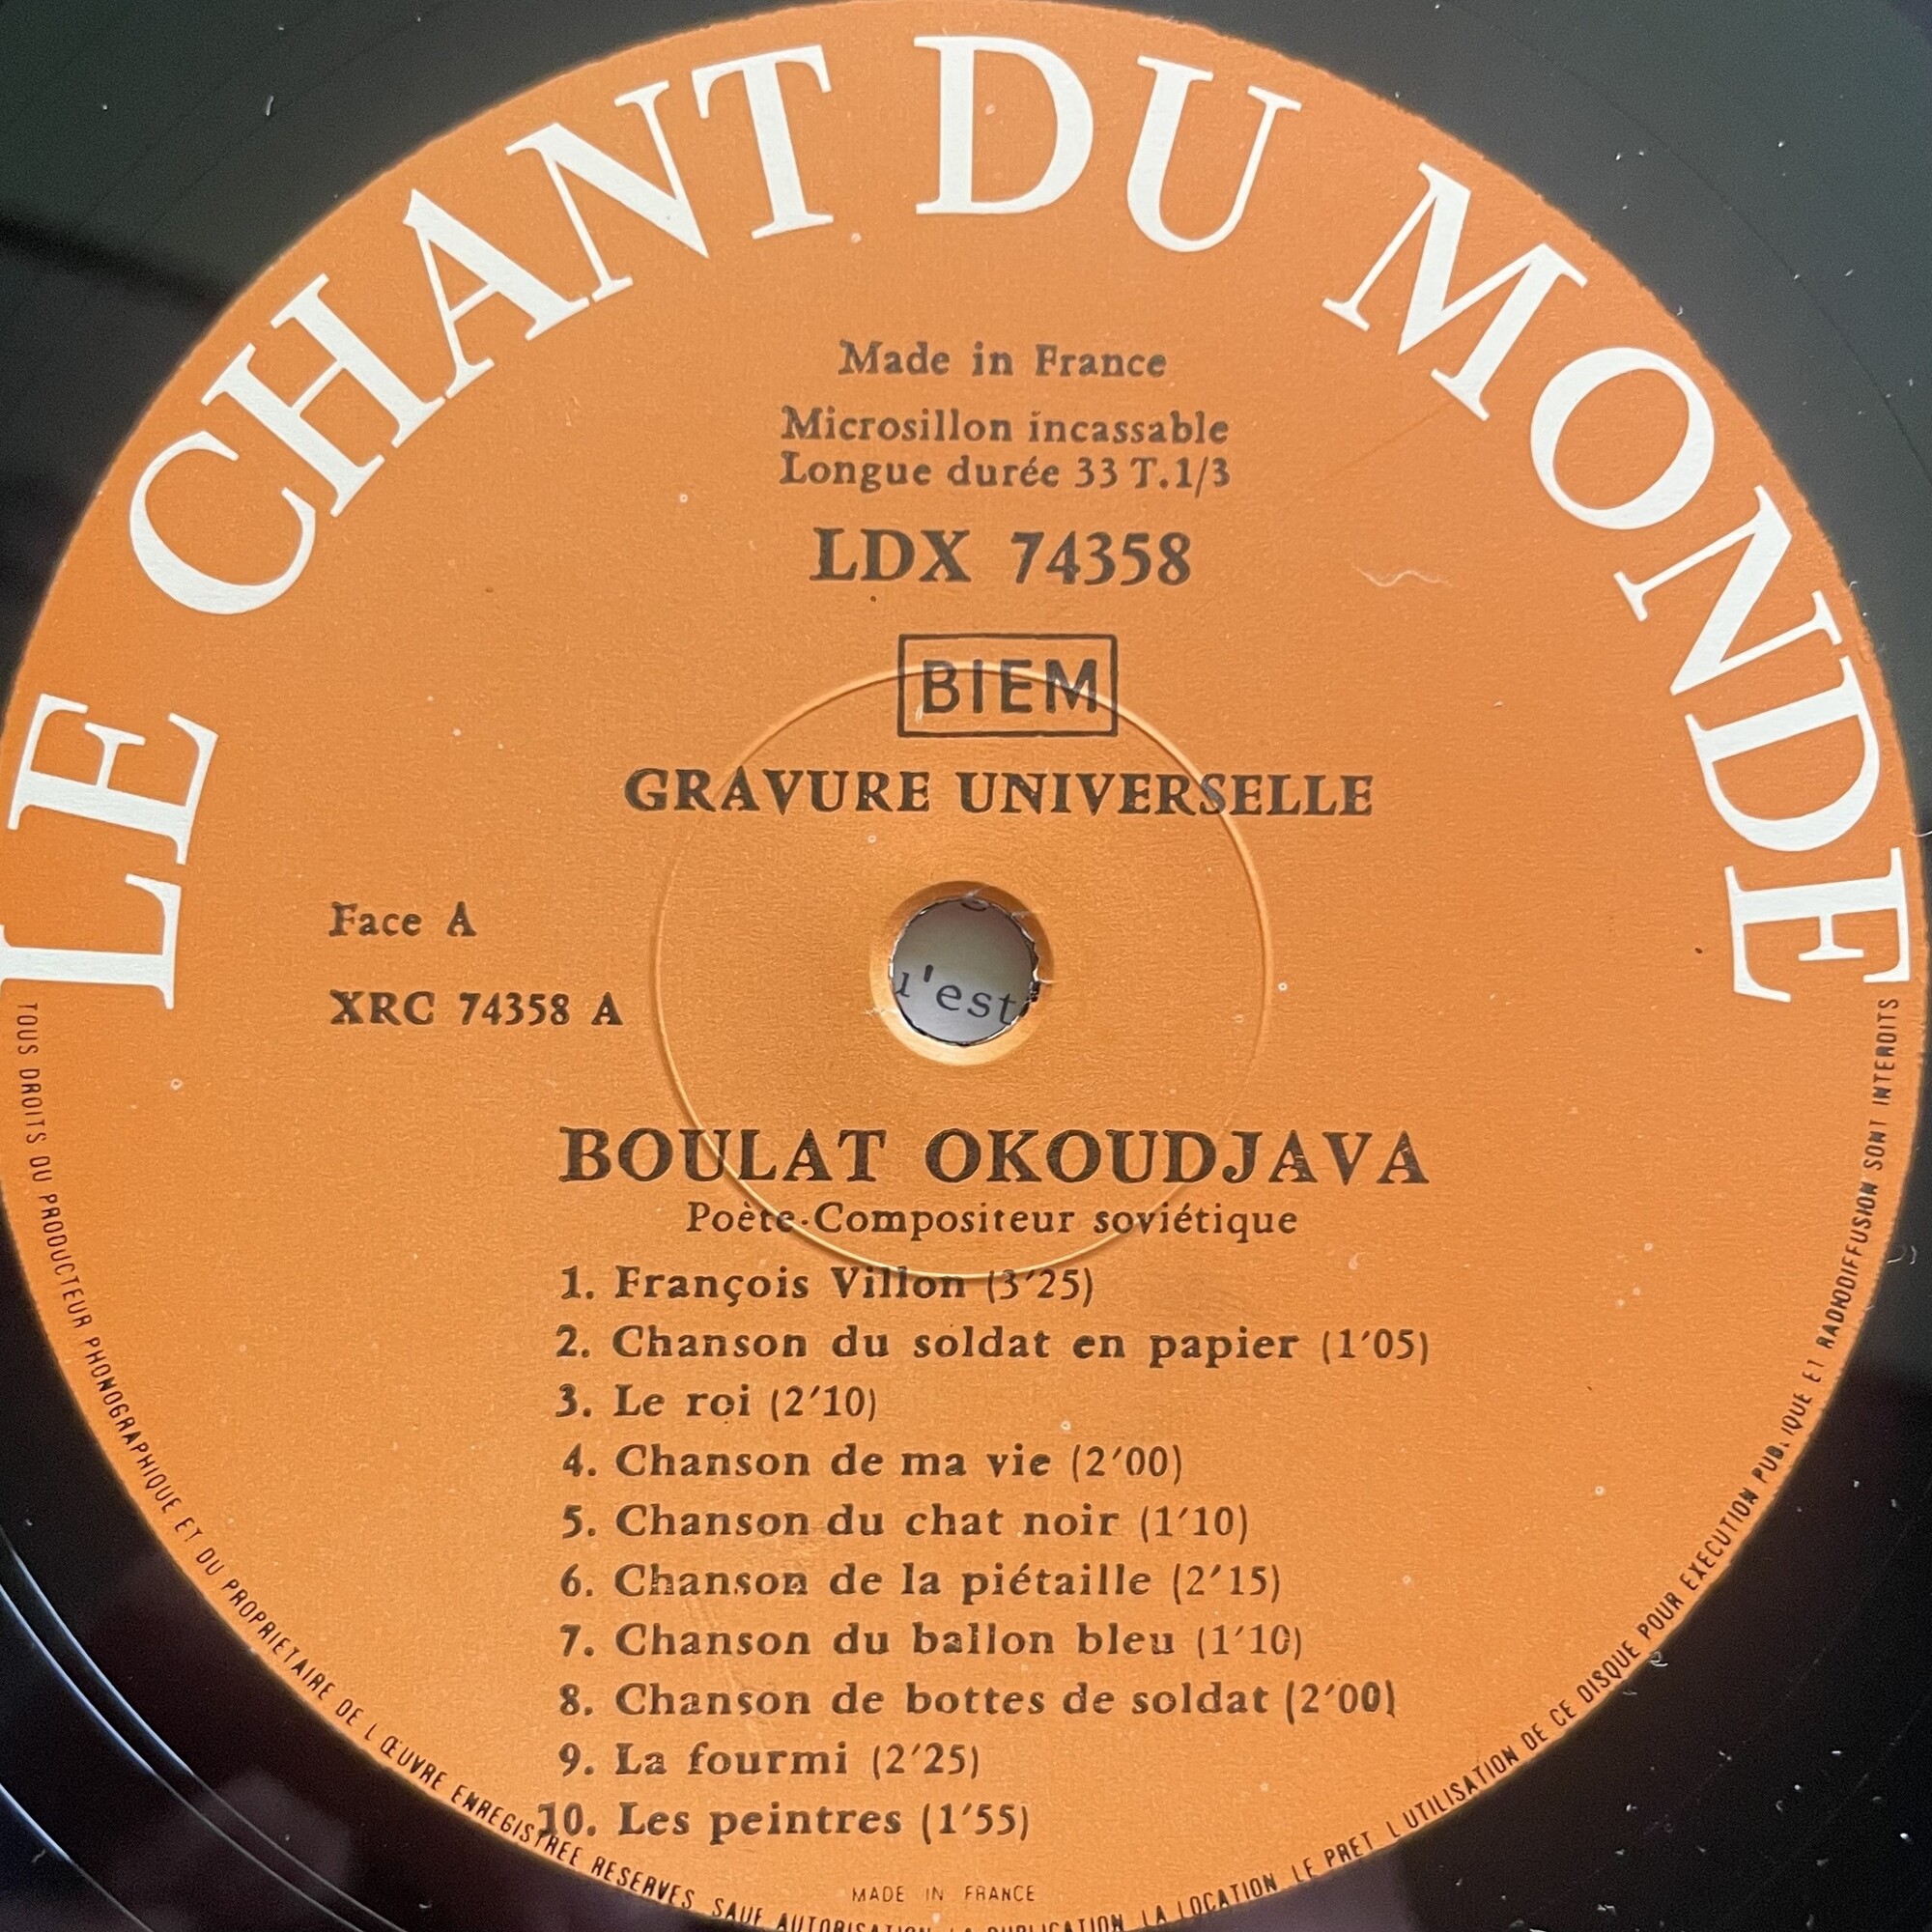 LE CHANT DU MONDE
Made in France
Microsillon incassable
Longue durée 33 T.1/3
LDX 74358
BIEM
GRAVURE UNIVERSELLE
Face A
XRC 74358 A
u'est
BOULAT OKOUDJAVA
Poète-Compositeur soviétique
1. François Villon (3'25)
2. Chanson du soldat en papier (1'05)
3. Le roi (2'10)
4. Chanson de ma vie (2'00)
5. Chanson du chat noir (1'10)
6. Chanson de la piétaille (2'15)
7. Chanson du ballon bleu (1'10)
8. Chanson de bottes de soldat (2'00)
9. La fourmi (2'25)
10. Les peintres (1'55)
MADE IN FRANCE
TOUS DROITS DU PRODUCTEUR PHONOGRAPHIQUE ET DU PROPRIETAIRE DE L ŒUVRE ENREGISTREE RESERVES SAUF AUTORISATION LA PUBLICATION LA LOCATION LE PRET L UTILISATION DE CE DISQUE POUR EXECUTION PUBLIQUE ET RADIODIFFUSION SONT INTERDITS